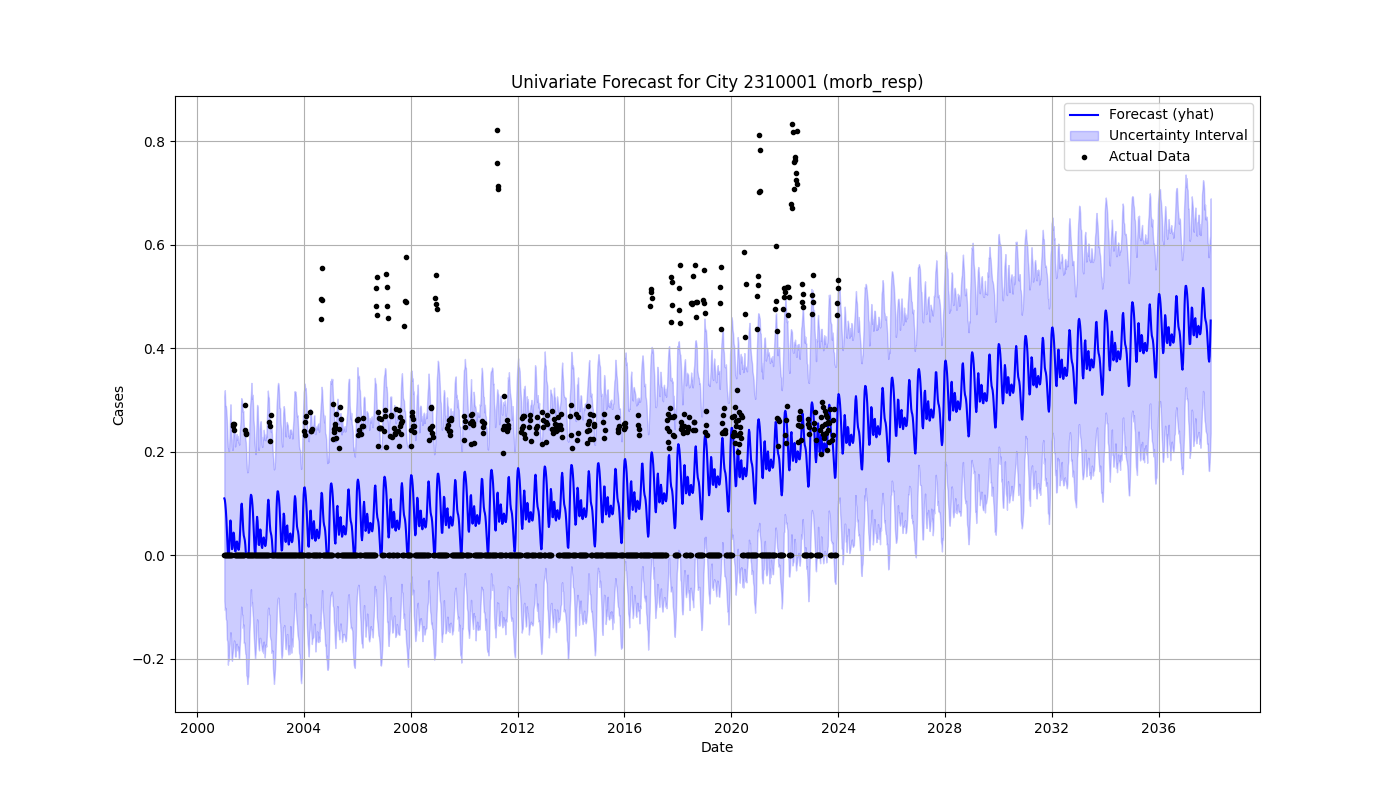 Univariate Forecast for City 2310001 (morb_resp)
Forecast (yhat)
Uncertainty Interval
Actual Data
Cases
0.8
0.6
0.4
0.2
0.0
−0.2
2000 2004 2008 2012 2016 2020 2024 2028 2032 2036
Date